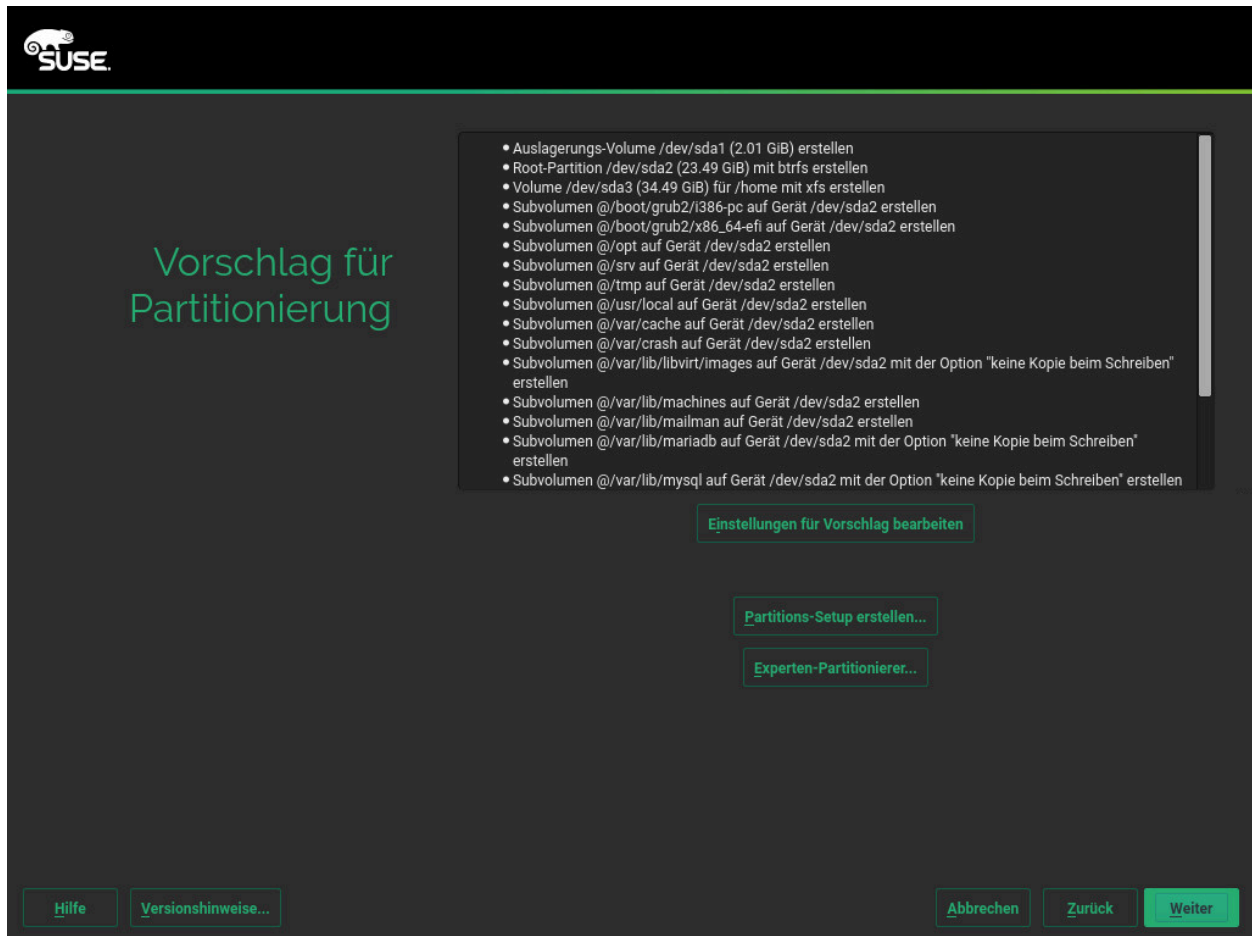 SUSE.
Vorschlag für
Partitionierung
Auslagerungs-Volume /dev/sda1 (2.01 GiB) erstellen
Root-Partition /dev/sda2 (23.49 GiB) mit btrfs erstellen
Volume /dev/sda3 (34.49 GiB) für /home mit xfs erstellen
Subvolumen @/boot/grub2/i386-pc auf Gerät /dev/sda2 erstellen
Subvolumen @/boot/grub2/x86_64-efi auf Gerät /dev/sda2 erstellen
Subvolumen @/opt auf Gerät /dev/sda2 erstellen
Subvolumen @/srv auf Gerät /dev/sda2 erstellen
Subvolumen @/tmp auf Gerät /dev/sda2 erstellen
Subvolumen @/usr/local auf Gerät /dev/sda2 erstellen
Subvolumen @/var/cache auf Gerät /dev/sda2 erstellen
Subvolumen @/var/crash auf Gerät /dev/sda2 erstellen
Subvolumen @/var/lib/libvirt/images auf Gerät /dev/sda2 mit der Option "keine Kopie beim Schreiben"
erstellen
Subvolumen @/var/lib/machines auf Gerät /dev/sda2 erstellen
Subvolumen @/var/lib/mailman auf Gerät /dev/sda2 erstellen
Subvolumen @/var/lib/mariadb auf Gerät /dev/sda2 mit der Option "keine Kopie beim Schreiben"
erstellen
Subvolumen @/var/lib/mysql auf Gerät /dev/sda2 mit der Option "keine Kopie beim Schreiben" erstellen
Einstellungen für Vorschlag bearbeiten
Partitions-Setup erstellen...
Experten-Partitionierer...
Hilfe
Versionshinweise...
Abbrechen
Zurück
Weiter